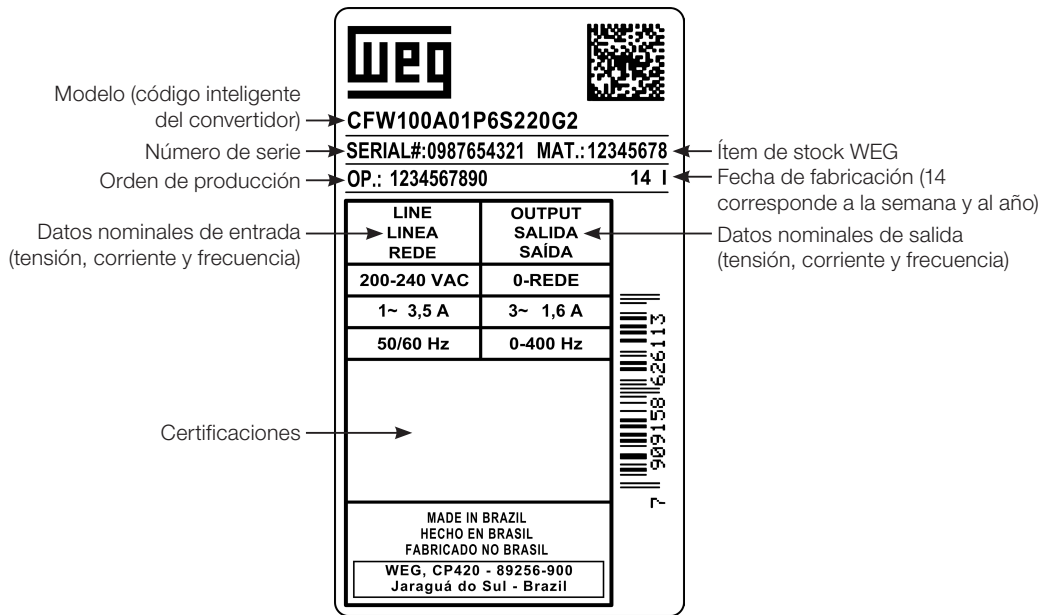 WEG
Modelo (código inteligente
del convertidor)
CFW100A01P6S220G2
Número de serie
SERIAL#:0987654321 MAT.:12345678
Ítem de stock WEG
Orden de producción
OP.: 1234567890 14 I
Fecha de fabricación (14
corresponde a la semana y al año)
Datos nominales de entrada
(tensión, corriente y frecuencia)
LINE
LINEA
REDE
OUTPUT
SALIDA
SAÍDA
Datos nominales de salida
(tensión, corriente y frecuencia)
200-240 VAC 0-REDE
1~ 3,5 A 3~ 1,6 A
50/60 Hz 0-400 Hz
7 909158 626113
Certificaciones
MADE IN BRAZIL
HECHO EN BRASIL
FABRICADO NO BRASIL
WEG, CP420 - 89256-900
Jaraguá do Sul - Brazil